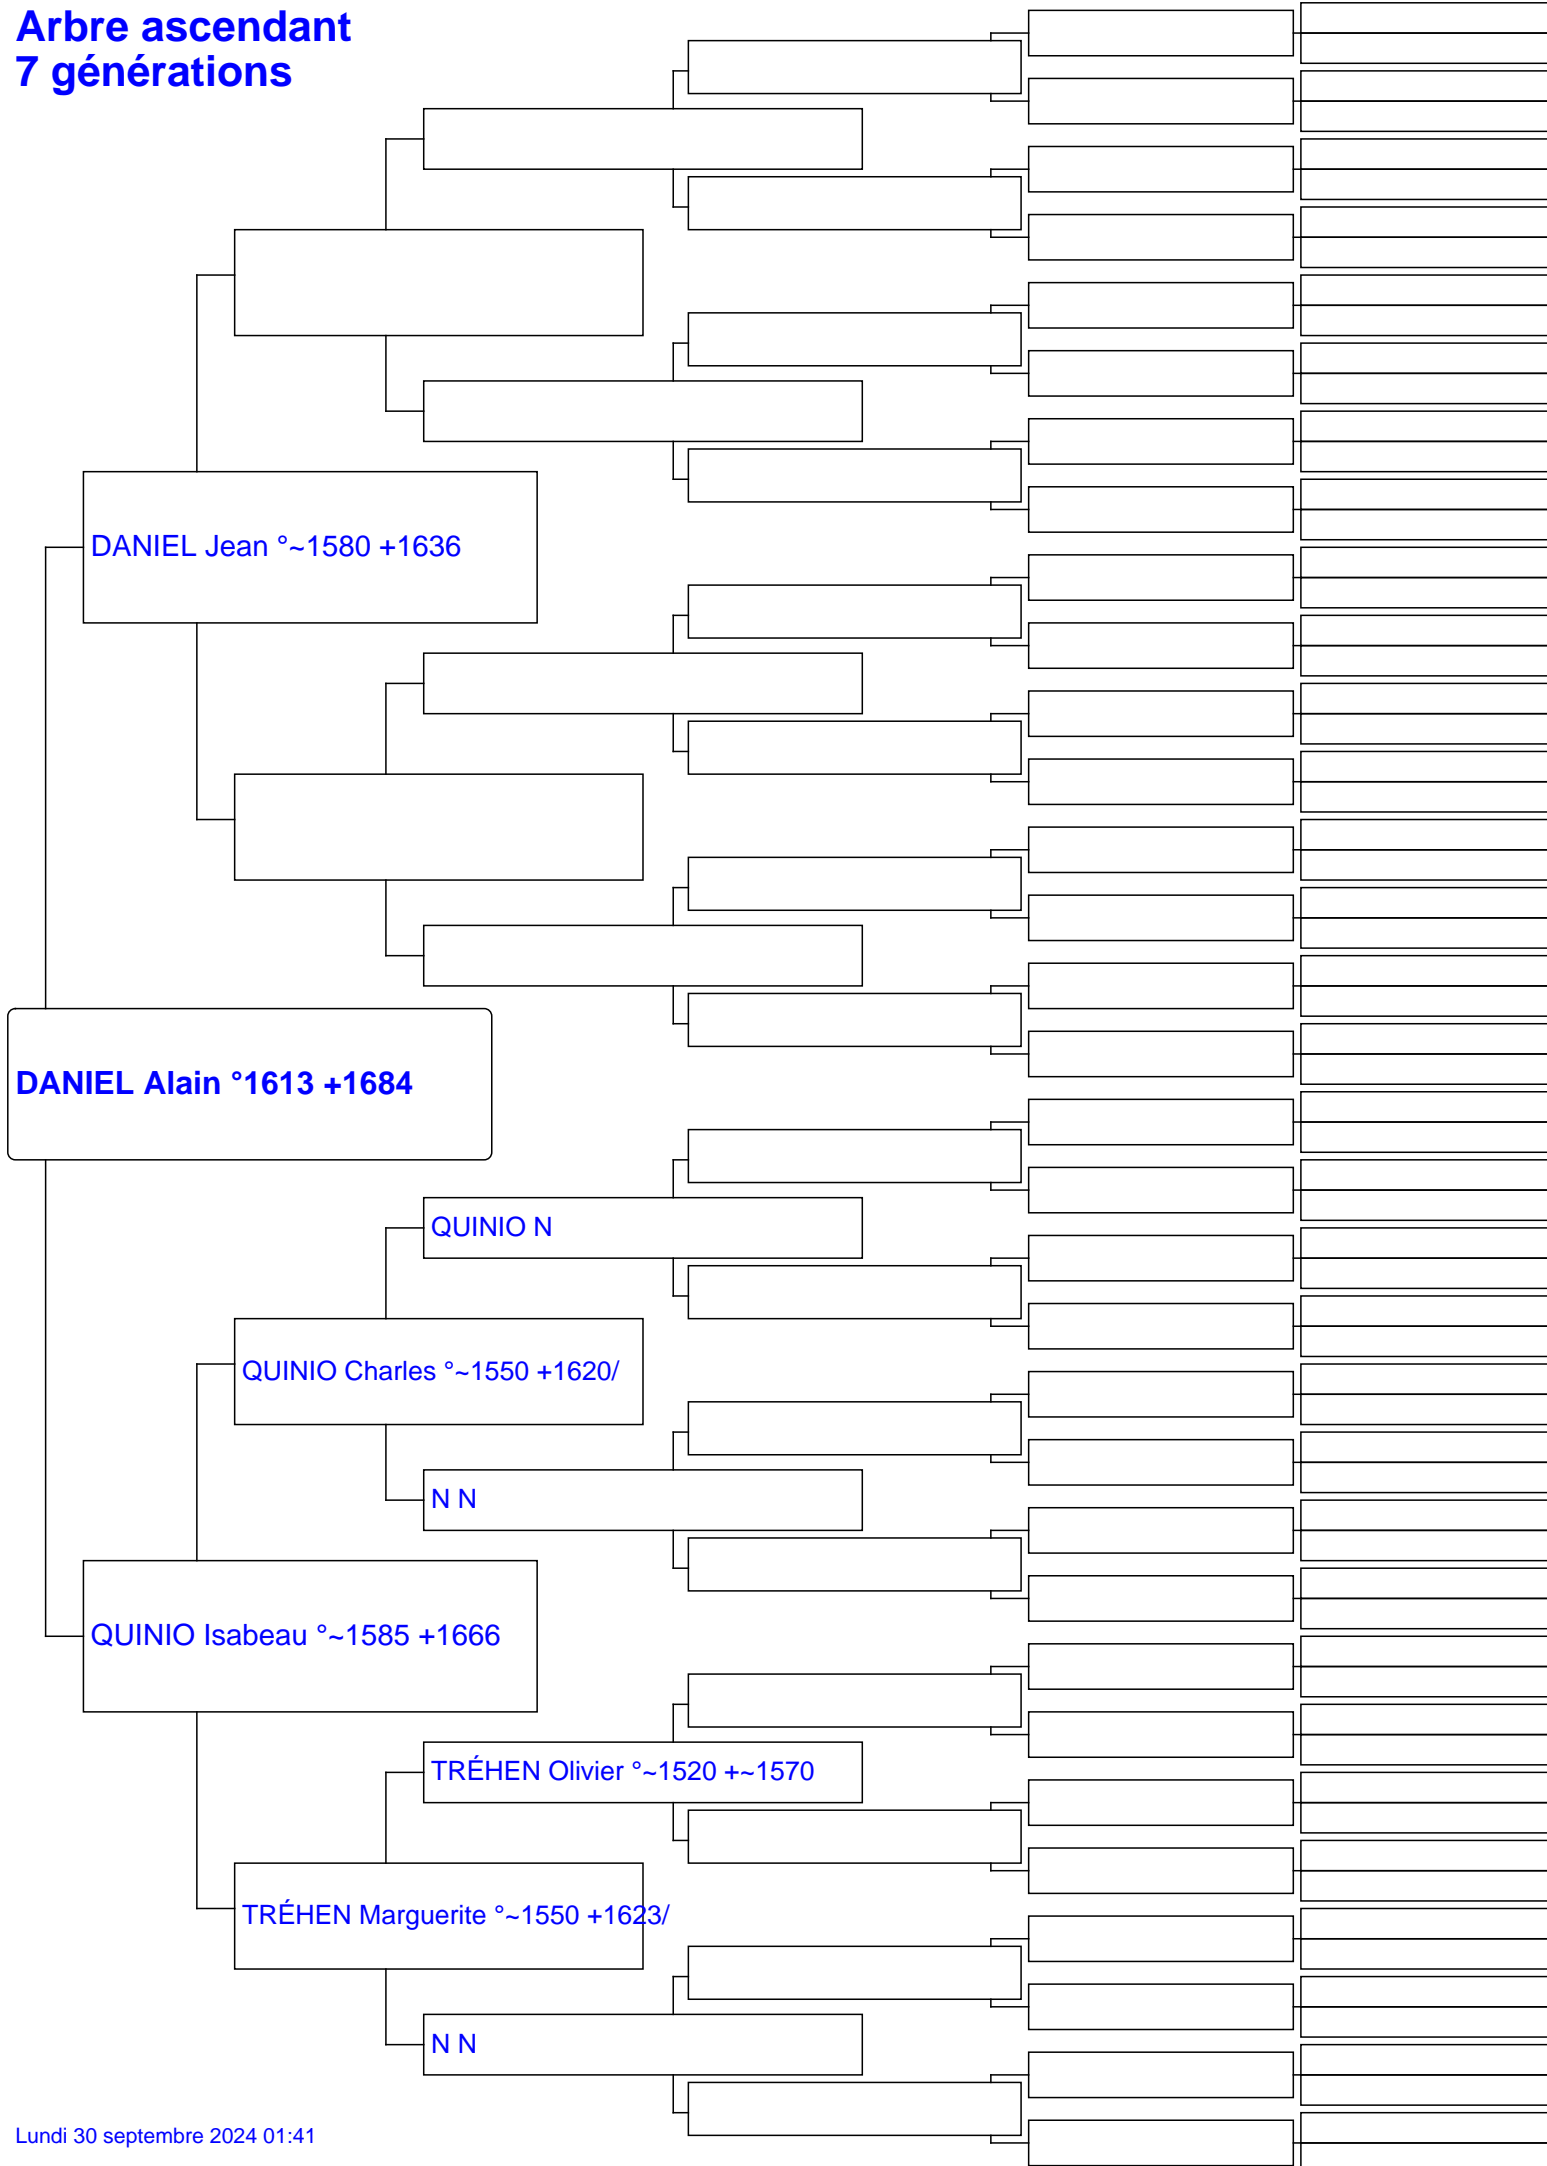 Arbre ascendant
7 générations
DANIEL Jean °~1580 +1636
DANIEL Alain °1613 +1684
QUINIO N
QUINIO Charles °~1550 +1620/
N N
QUINIO Isabeau °~1585 +1666
TRÉHEN Olivier °~1520 +~1570
TRÉHEN Marguerite °~1550 +1623/
N N
Lundi 30 septembre 2024 01:41